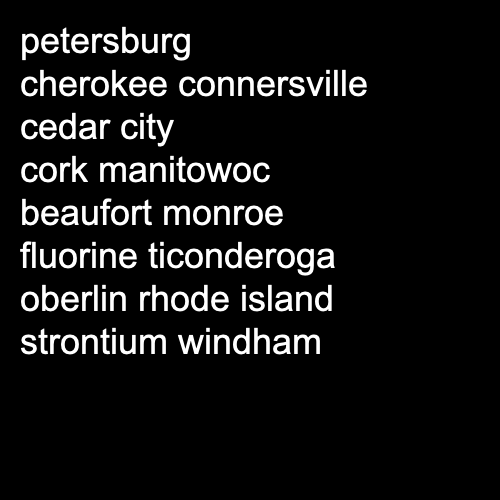 petersburg
cherokee connersville
cedar city
cork manitowoc
beaufort monroe
fluorine ticonderoga
oberlin rhode island
strontium windham